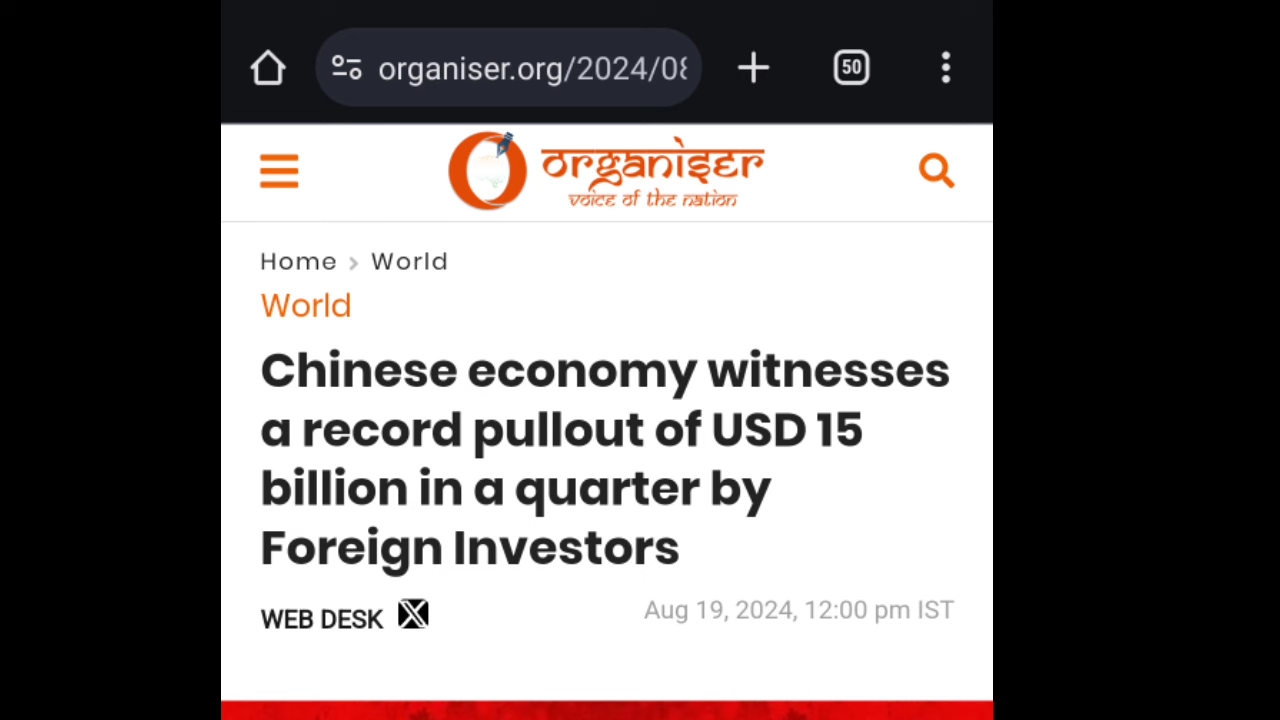 organiser.org/2024/08
50
organiser
voice of the nation
Home > World
World
Chinese economy witnesses
a record pullout of USD 15
billion in a quarter by
Foreign Investors
WEB DESK
Aug 19, 2024, 12:00 pm IST